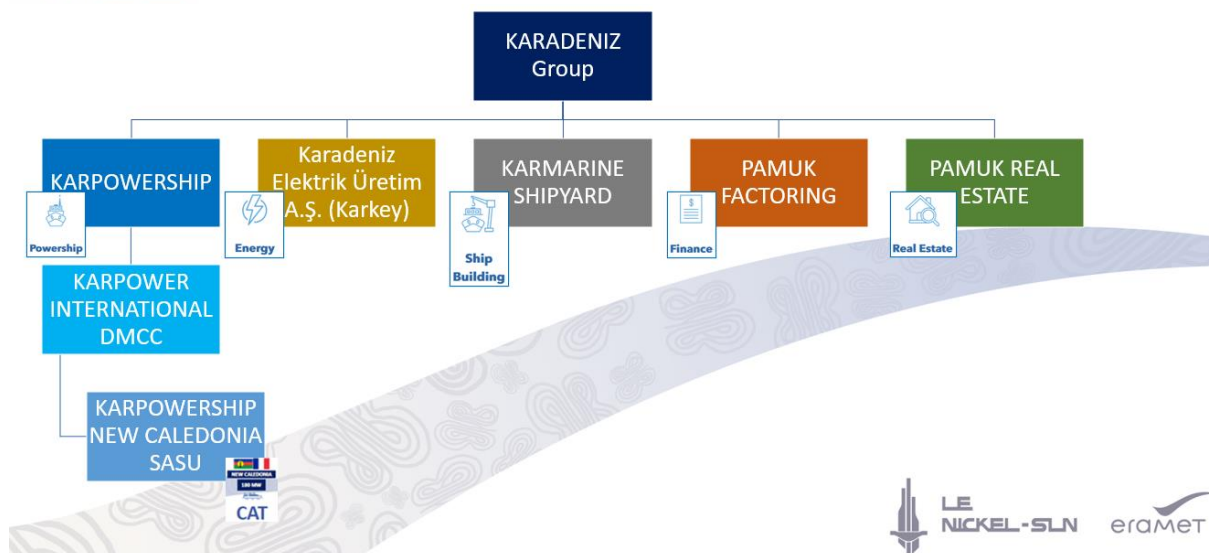 KARADENIZ
Group
KARPOWERSHIP
Powership
Karadeniz
Elektrik Üretim
A.Ş. (Karkey)
Energy
KARMARINE
SHIPYARD
Ship
Building
PAMUK
FACTORING
$
Finance
PAMUK REAL
ESTATE
Real Estate
KARPOWER
INTERNATIONAL
DMCC
KARPOWERSHIP
NEW CALEDONIA
SASU
NEW CALEDONIA
180 MW
CAT
LE
NICKEL-SLN
eramet